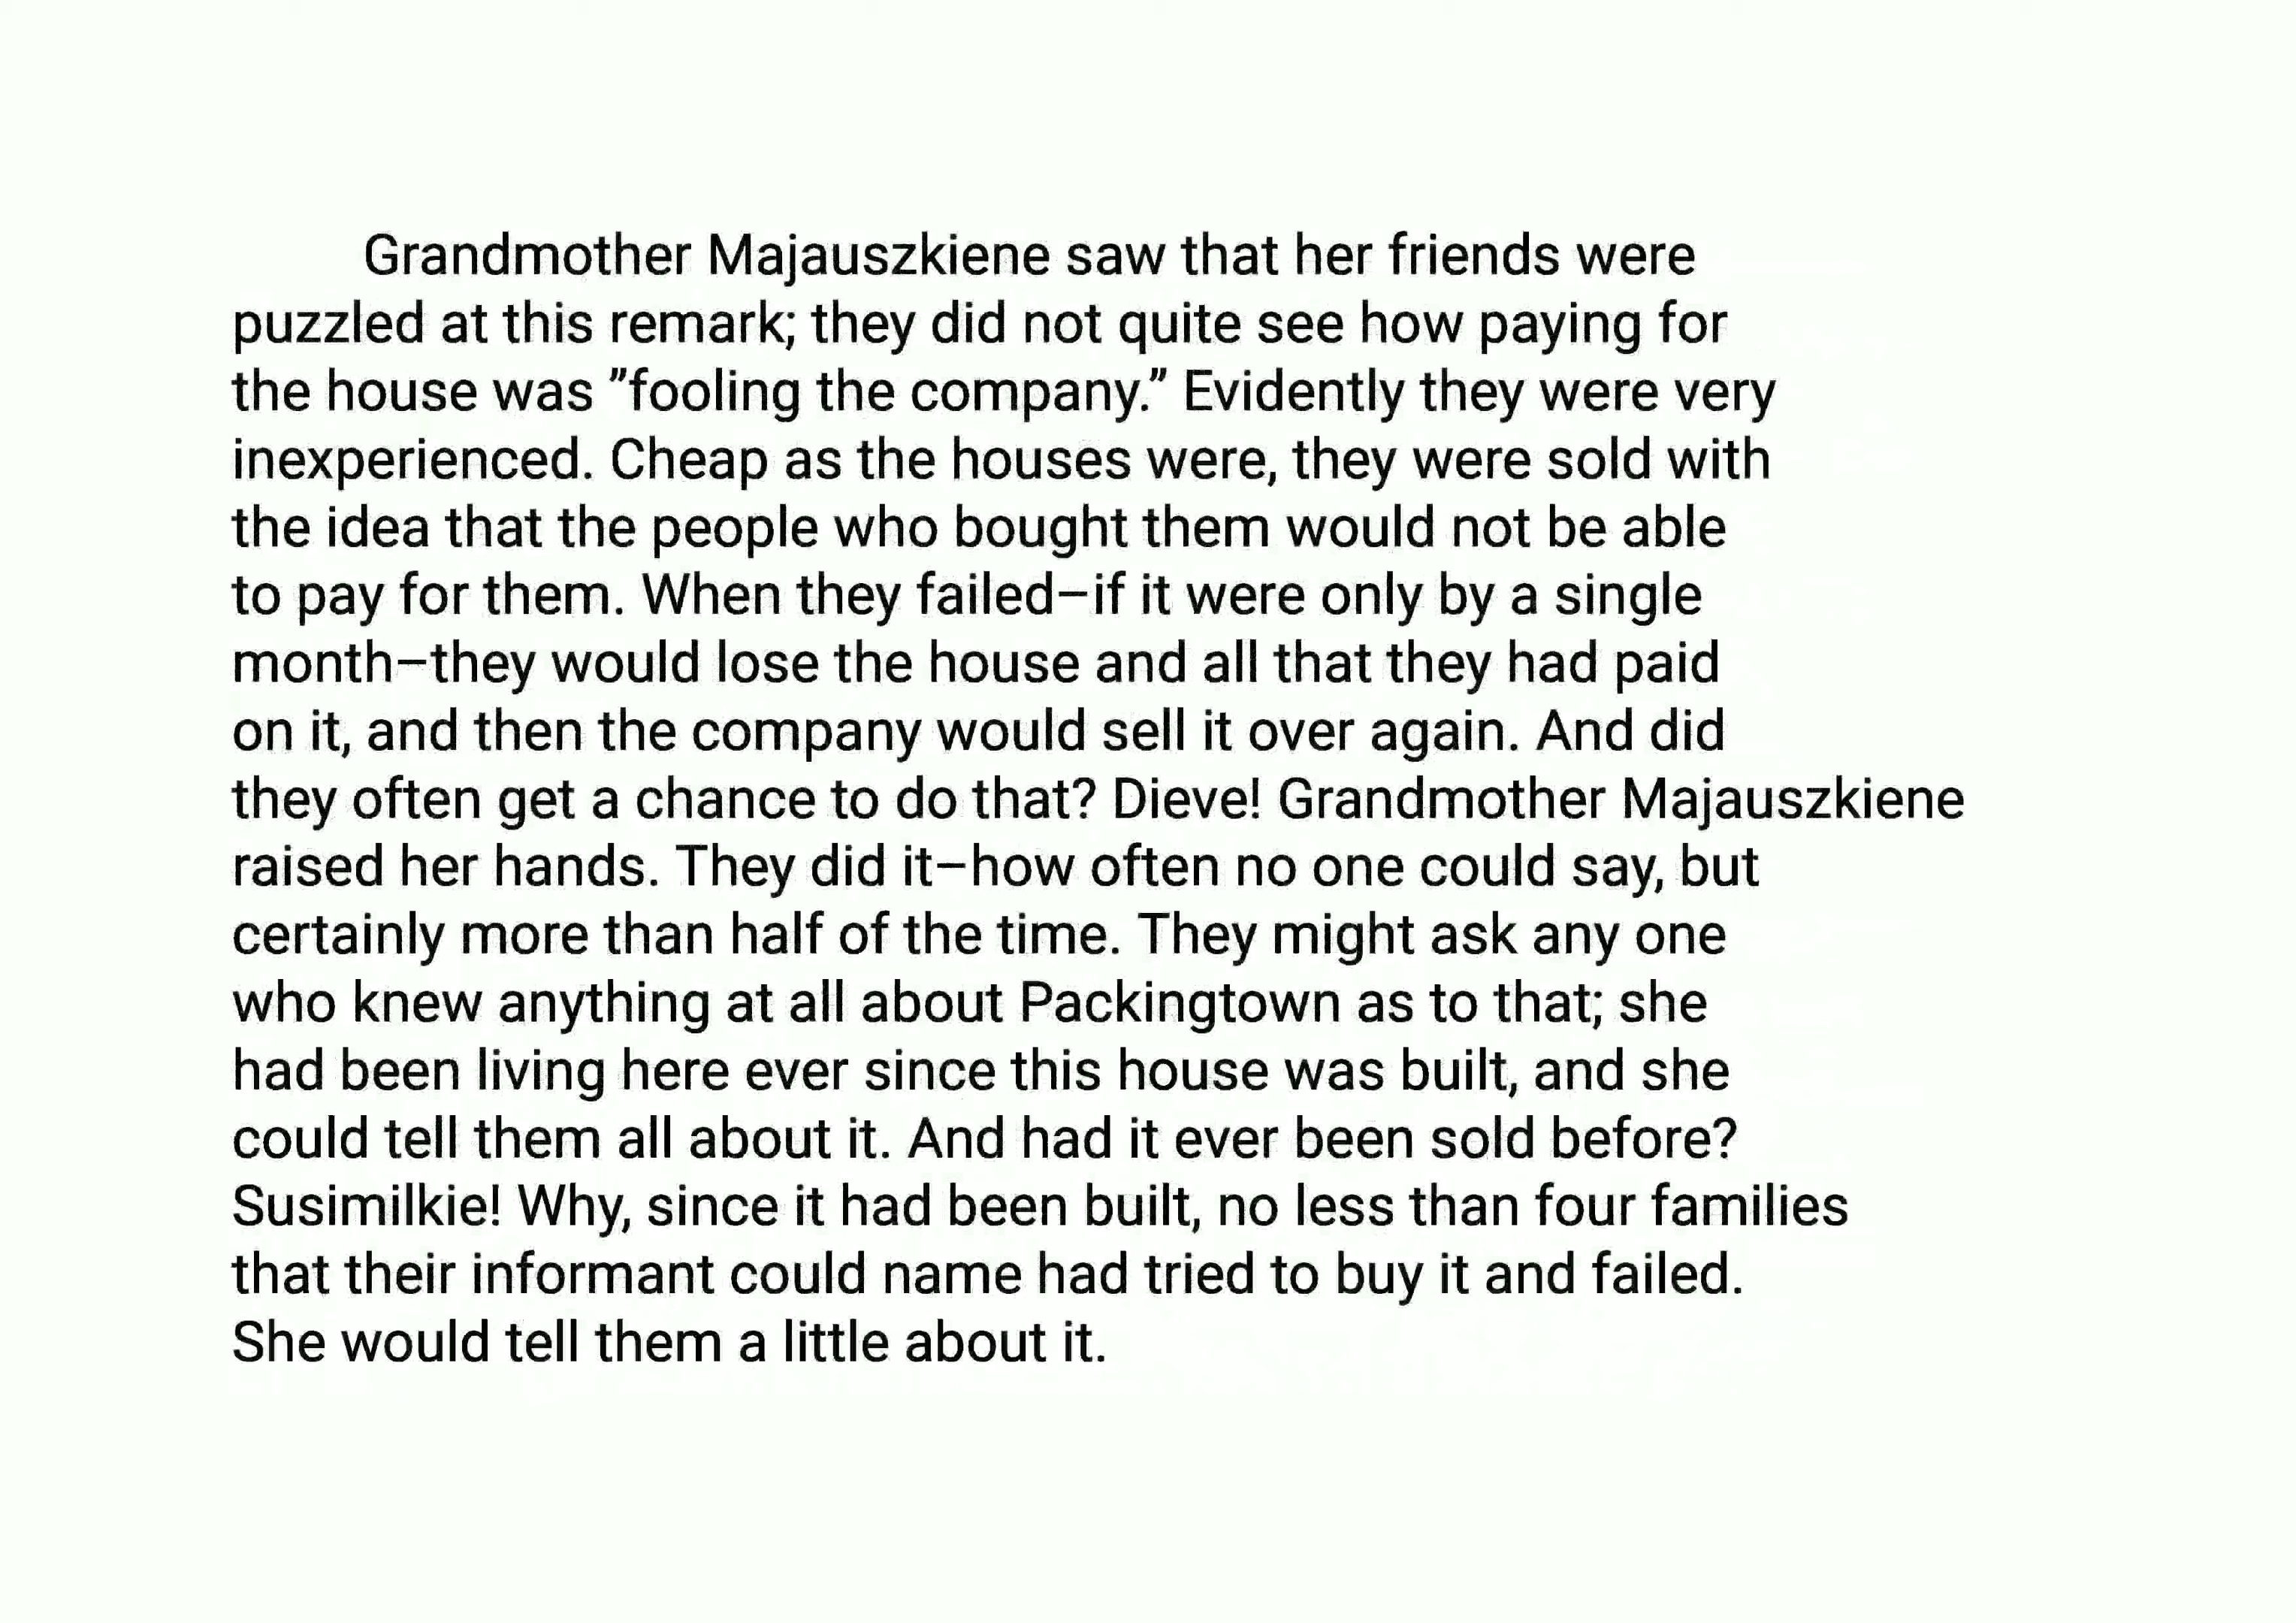 Grandmother Majauszkiene saw that her friends were
puzzled at this remark; they did not quite see how paying for
the house was "fooling the company." Evidently they were very
inexperienced. Cheap as the houses were, they were sold with
the idea that the people who bought them would not be able
to pay for them. When they failed–if it were only by a single
month–they would lose the house and all that they had paid
on it, and then the company would sell it over again. And did
they often get a chance to do that? Dieve! Grandmother Majauszkiene
raised her hands. They did it–how often no one could say, but
certainly more than half of the time. They might ask any one
who knew anything at all about Packingtown as to that; she
had been living here ever since this house was built, and she
could tell them all about it. And had it ever been sold before?
Susimilkie! Why, since it had been built, no less than four families
that their informant could name had tried to buy it and failed.
She would tell them a little about it.